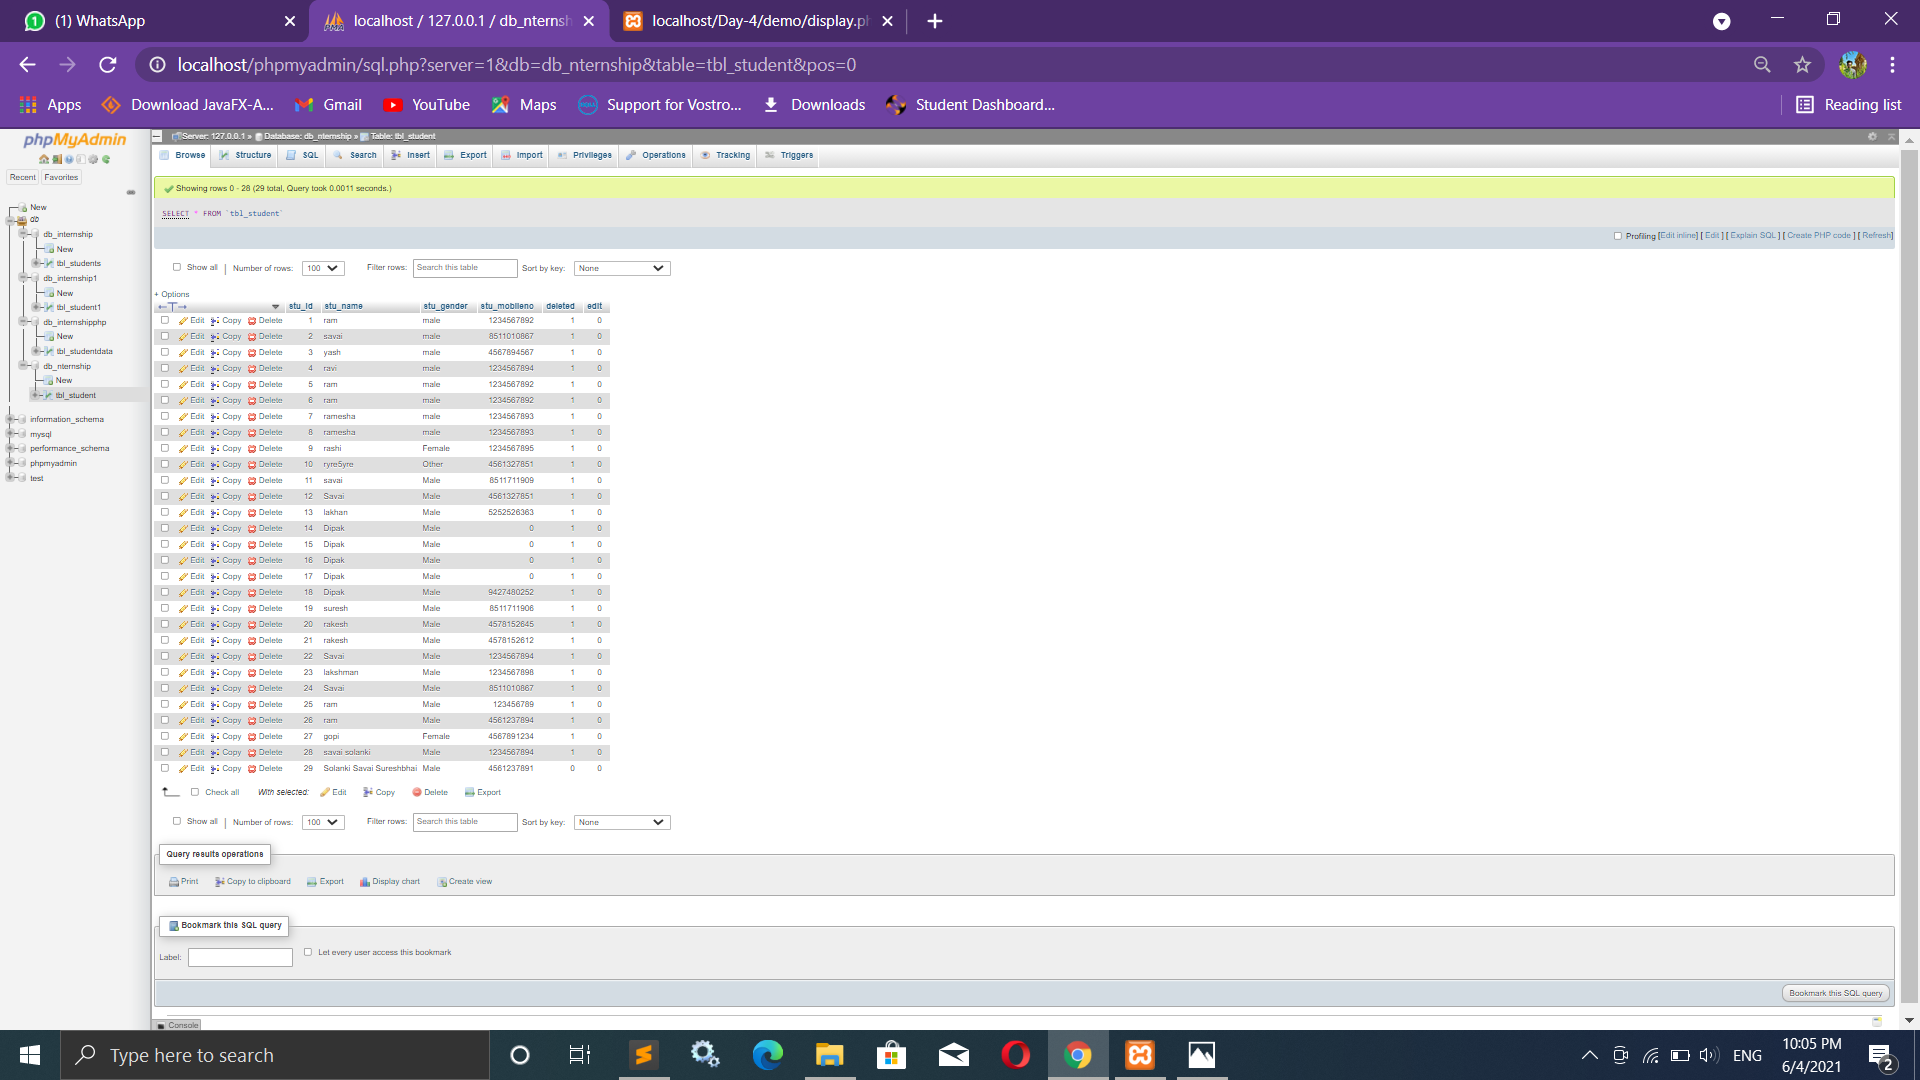 (1) WhatsApp
localhost / 127.0.0.1 / db_nternsh
localhost/Day-4/demo/display.ph
localhost/phpmyadmin/sql.php?server=1&db=db_nternship&table=tbl_student&pos=0
Apps Download JavaFX-A... Gmail YouTube Maps Support for Vostro... Downloads Student Dashboard... Reading list
phpMyAdmin
Recent Favorites
New
db
db_internship
New
tbl_students
db_internship1
New
tbl_student1
db_internshipphp
New
tbl_studentdata
db_nternship
New
tbl_student
information_schema
mysql
performance_schema
phpmyadmin
test
Server: 127.0.0.1 » Database: db_nternship » Table: tbl_student
Browse Structure SQL Search Insert Export Import Privileges Operations Tracking Triggers
Showing rows 0 - 28 (29 total, Query took 0.0011 seconds.)
SELECT * FROM `tbl_student`
Profiling [Edit inline] [ Edit ] [ Explain SQL ] [ Create PHP code ] [ Refresh]
Show all | Number of rows: 100 Filter rows: Search this table Sort by key: None
+ Options
←T→ stu_id stu_name stu_gender stu_mobileno deleted edit
Edit Copy Delete 1 ram male 1234567892 1 0
Edit Copy Delete 2 savai male 8511010867 1 0
Edit Copy Delete 3 yash male 4567894567 1 0
Edit Copy Delete 4 ravi male 1234567894 1 0
Edit Copy Delete 5 ram male 1234567892 1 0
Edit Copy Delete 6 ram male 1234567892 1 0
Edit Copy Delete 7 ramesha male 1234567893 1 0
Edit Copy Delete 8 ramesha male 1234567893 1 0
Edit Copy Delete 9 rashi Female 1234567895 1 0
Edit Copy Delete 10 ryre5yre Other 4561327851 1 0
Edit Copy Delete 11 savai Male 8511711909 1 0
Edit Copy Delete 12 Savai Male 4561327851 1 0
Edit Copy Delete 13 lakhan Male 5252526363 1 0
Edit Copy Delete 14 Dipak Male 0 1 0
Edit Copy Delete 15 Dipak Male 0 1 0
Edit Copy Delete 16 Dipak Male 0 1 0
Edit Copy Delete 17 Dipak Male 0 1 0
Edit Copy Delete 18 Dipak Male 9427480252 1 0
Edit Copy Delete 19 suresh Male 8511711906 1 0
Edit Copy Delete 20 rakesh Male 4578152645 1 0
Edit Copy Delete 21 rakesh Male 4578152612 1 0
Edit Copy Delete 22 Savai Male 1234567894 1 0
Edit Copy Delete 23 lakshman Male 1234567898 1 0
Edit Copy Delete 24 Savai Male 8511010867 1 0
Edit Copy Delete 25 ram Male 123456789 1 0
Edit Copy Delete 26 ram Male 4561237894 1 0
Edit Copy Delete 27 gopi Female 4567891234 1 0
Edit Copy Delete 28 savai solanki Male 1234567894 1 0
Edit Copy Delete 29 Solanki Savai Sureshbhai Male 4561237891 0 0
Check all With selected: Edit Copy Delete Export
Show all | Number of rows: 100 Filter rows: Search this table Sort by key: None
Query results operations
Print Copy to clipboard Export Display chart Create view
Bookmark this SQL query
Label: Let every user access this bookmark
Bookmark this SQL query
Console
Type here to search
ENG
10:05 PM
6/4/2021
2